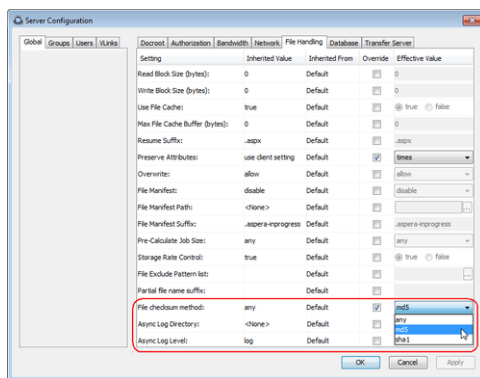 Server Configuration
Global Groups Users VLinks
Docroot Authorization Bandwidth Network File Handling Database Transfer Server
Setting Inherited Value Inherited From Override Effective Value
Read Block Size (bytes): 0 Default 0
Write Block Size (bytes): 0 Default 0
Use File Cache: true Default true false
Max File Cache Buffer (bytes): 0 Default 0
Resume Suffix: .aspx Default .aspx
Preserve Attributes: use client setting Default times
Overwrite: allow Default allow
File Manifest: disable Default disable
File Manifest Path: <None> Default ...
File Manifest Suffix: .aspera-inprogress Default .aspera-inprogress
Pre-Calculate Job Size: any Default any
Storage Rate Control: true Default true false
File Exclude Pattern list: Default ...
Partial file name suffix: Default
File checksum method: any Default md5
any
Async Log Directory: <None> Default md5
Async Log Level: log Default sha1
OK Cancel Apply